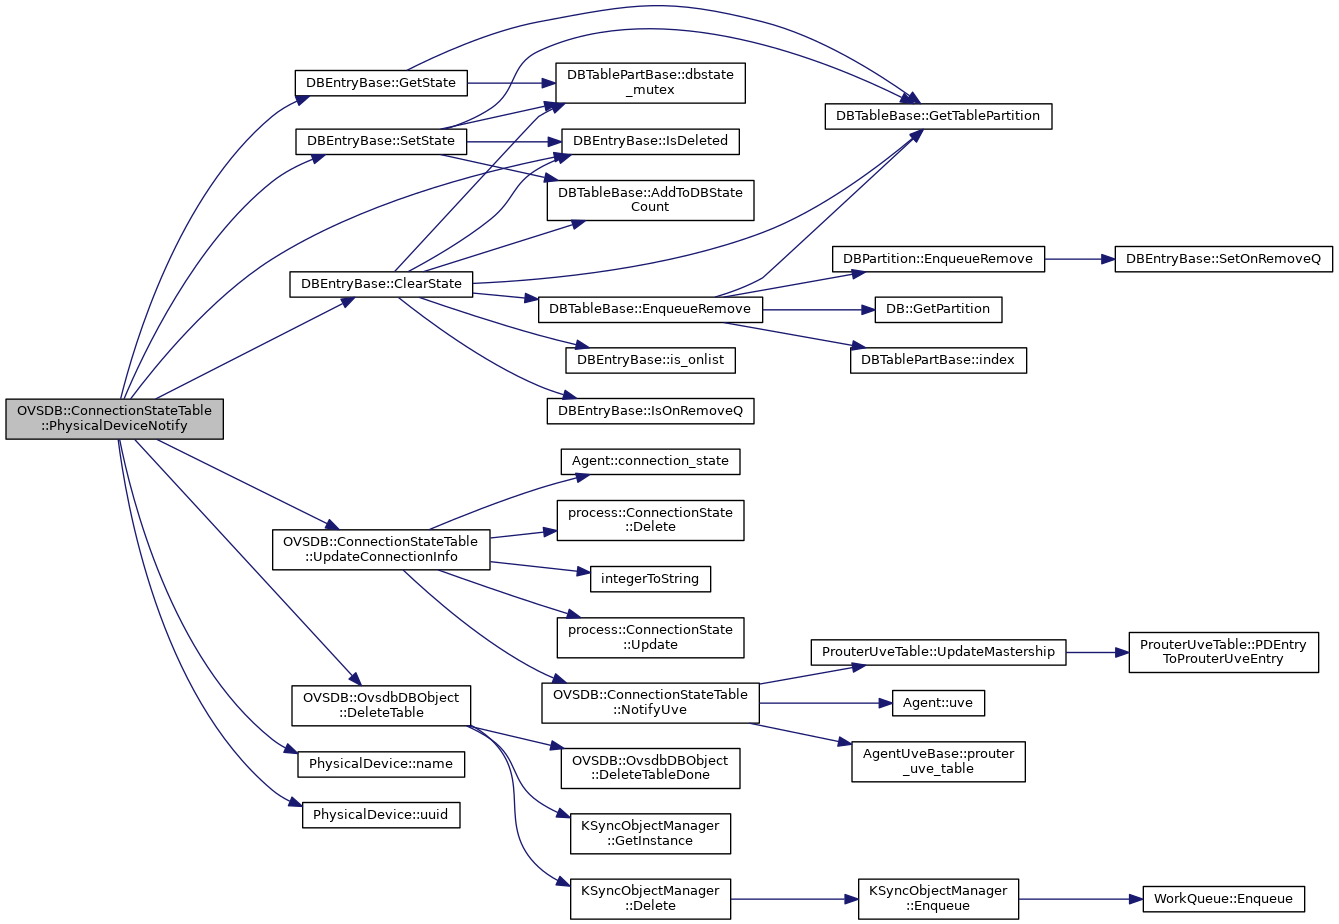 OVSDB::ConnectionStateTable
::PhysicalDeviceNotify
DBEntryBase::GetState
DBEntryBase::SetState
DBEntryBase::ClearState
OVSDB::ConnectionStateTable
::UpdateConnectionInfo
OVSDB::OvsdbDBObject
::DeleteTable
PhysicalDevice::name
PhysicalDevice::uuid
DBTablePartBase::dbstate
_mutex
DBEntryBase::IsDeleted
DBTableBase::AddToDBState
Count
DBTableBase::EnqueueRemove
DBEntryBase::is_onlist
DBEntryBase::IsOnRemoveQ
Agent::connection_state
process::ConnectionState
::Delete
integerToString
process::ConnectionState
::Update
OVSDB::ConnectionStateTable
::NotifyUve
OVSDB::OvsdbDBObject
::DeleteTableDone
KSyncObjectManager
::GetInstance
KSyncObjectManager
::Delete
DBTableBase::GetTablePartition
DBPartition::EnqueueRemove
DB::GetPartition
DBTablePartBase::index
ProuterUveTable::UpdateMastership
Agent::uve
AgentUveBase::prouter
_uve_table
KSyncObjectManager
::Enqueue
DBEntryBase::SetOnRemoveQ
ProuterUveTable::PDEntry
ToProuterUveEntry
WorkQueue::Enqueue